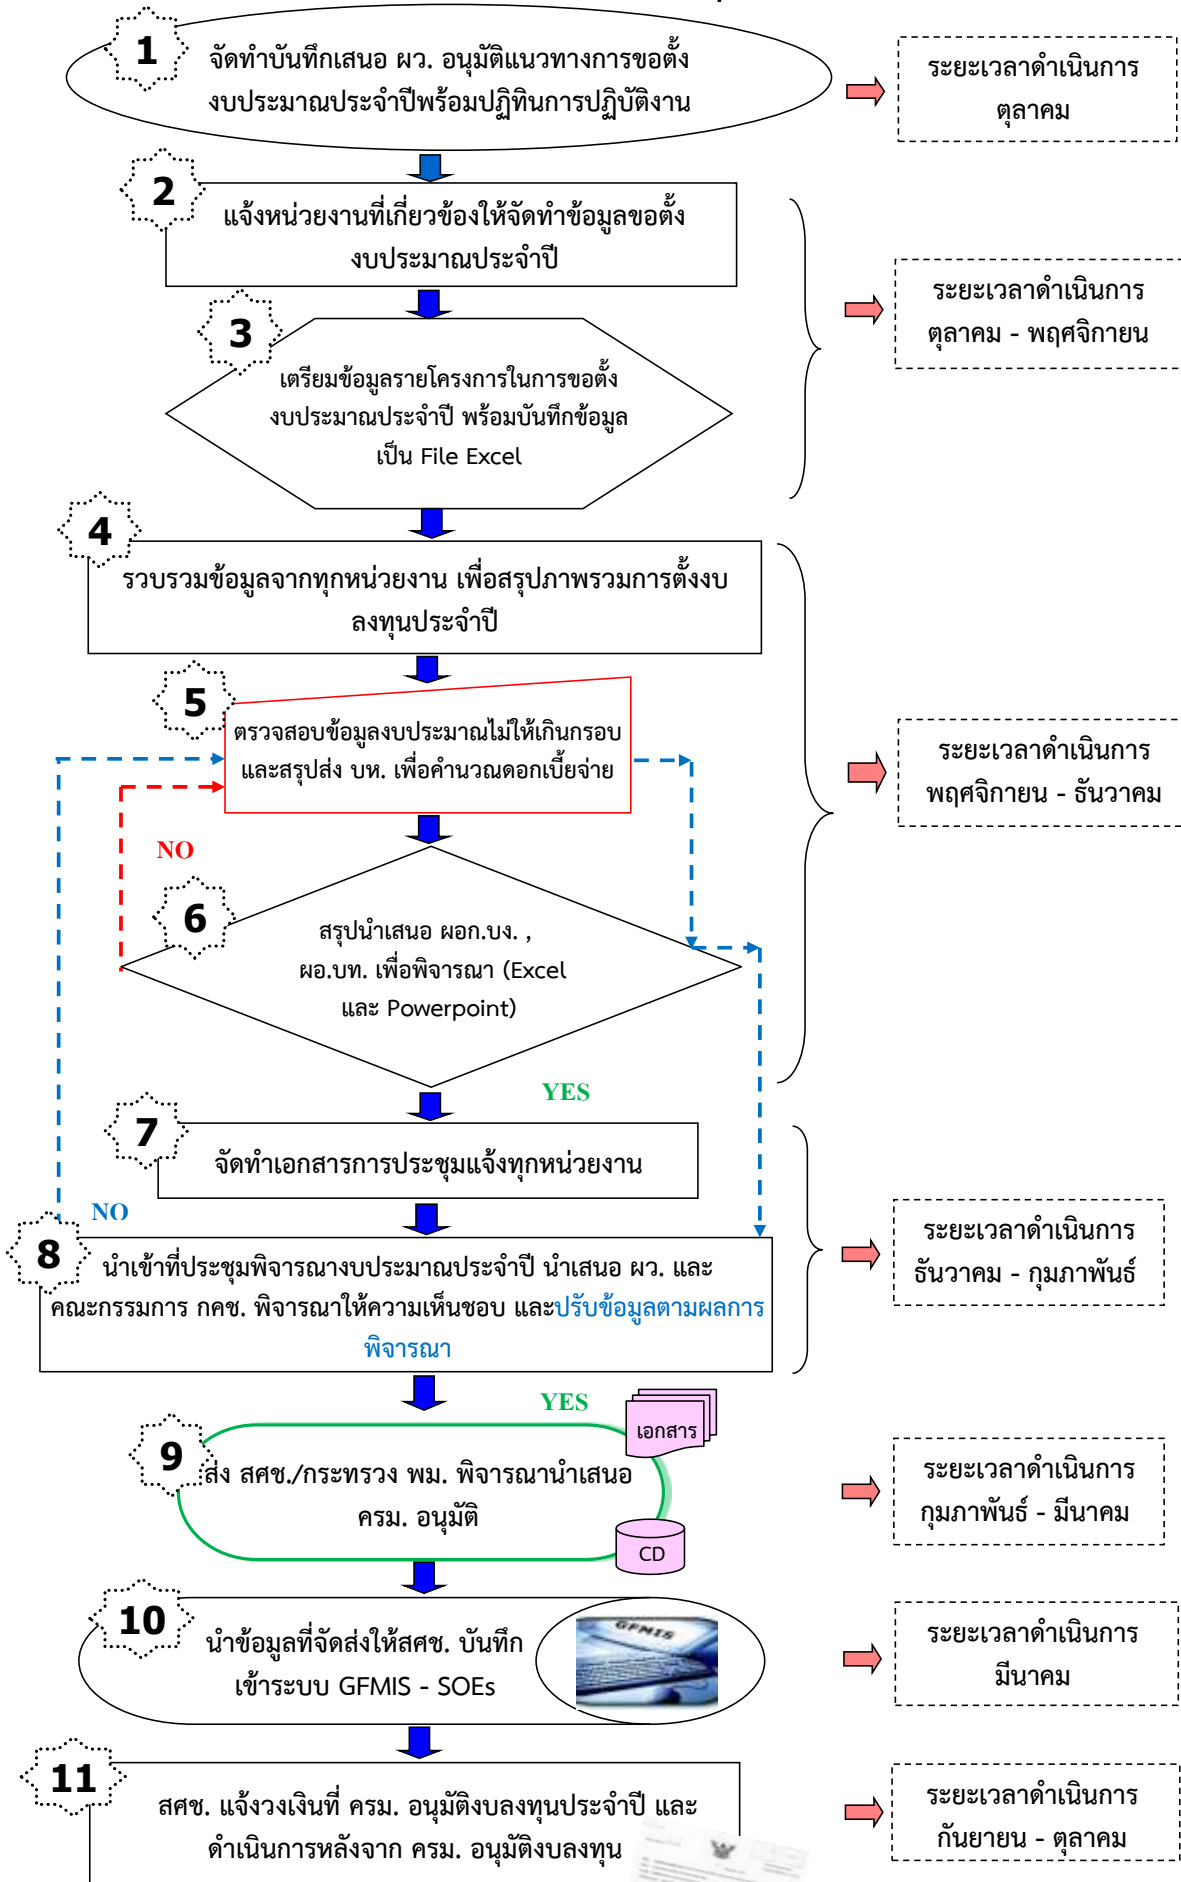 1
จัดทำบันทึกเสนอ ผว. อนุมัติแนวทางการขอตั้ง
งบประมาณประจำปีพร้อมปฏิทินการปฏิบัติงาน
ระยะเวลาดำเนินการ
ตุลาคม
2
แจ้งหน่วยงานที่เกี่ยวข้องให้จัดทำข้อมูลขอตั้ง
งบประมาณประจำปี
ระยะเวลาดำเนินการ
ตุลาคม - พฤศจิกายน
3
เตรียมข้อมูลรายโครงการในการขอตั้ง
งบประมาณประจำปี พร้อมบันทึกข้อมูล
เป็น File Excel
4
รวบรวมข้อมูลจากทุกหน่วยงาน เพื่อสรุปภาพรวมการตั้งงบ
ลงทุนประจำปี
5
ตรวจสอบข้อมูลงบประมาณไม่ให้เกินกรอบ
และสรุปส่ง บห. เพื่อคำนวณดอกเบี้ยจ่าย
ระยะเวลาดำเนินการ
พฤศจิกายน - ธันวาคม
NO
6
สรุปนำเสนอ ผอก.บง. ,
ผอ.บท. เพื่อพิจารณา (Excel
และ Powerpoint)
YES
7
จัดทำเอกสารการประชุมแจ้งทุกหน่วยงาน
NO
8
นำเข้าที่ประชุมพิจารณางบประมาณประจำปี นำเสนอ ผว. และ
คณะกรรมการ กคช. พิจารณาให้ความเห็นชอบ และปรับข้อมูลตามผลการ
พิจารณา
ระยะเวลาดำเนินการ
ธันวาคม - กุมภาพันธ์
YES
เอกสาร
9
ส่ง สศช./กระทรวง พม. พิจารณานำเสนอ
ครม. อนุมัติ
CD
ระยะเวลาดำเนินการ
กุมภาพันธ์ - มีนาคม
10
นำข้อมูลที่จัดส่งให้สศช. บันทึก
เข้าระบบ GFMIS - SOEs
GFMIS
ระยะเวลาดำเนินการ
มีนาคม
11
สศช. แจ้งวงเงินที่ ครม. อนุมัติงบลงทุนประจำปี และ
ดำเนินการหลังจาก ครม. อนุมัติงบลงทุน
ระยะเวลาดำเนินการ
กันยายน - ตุลาคม